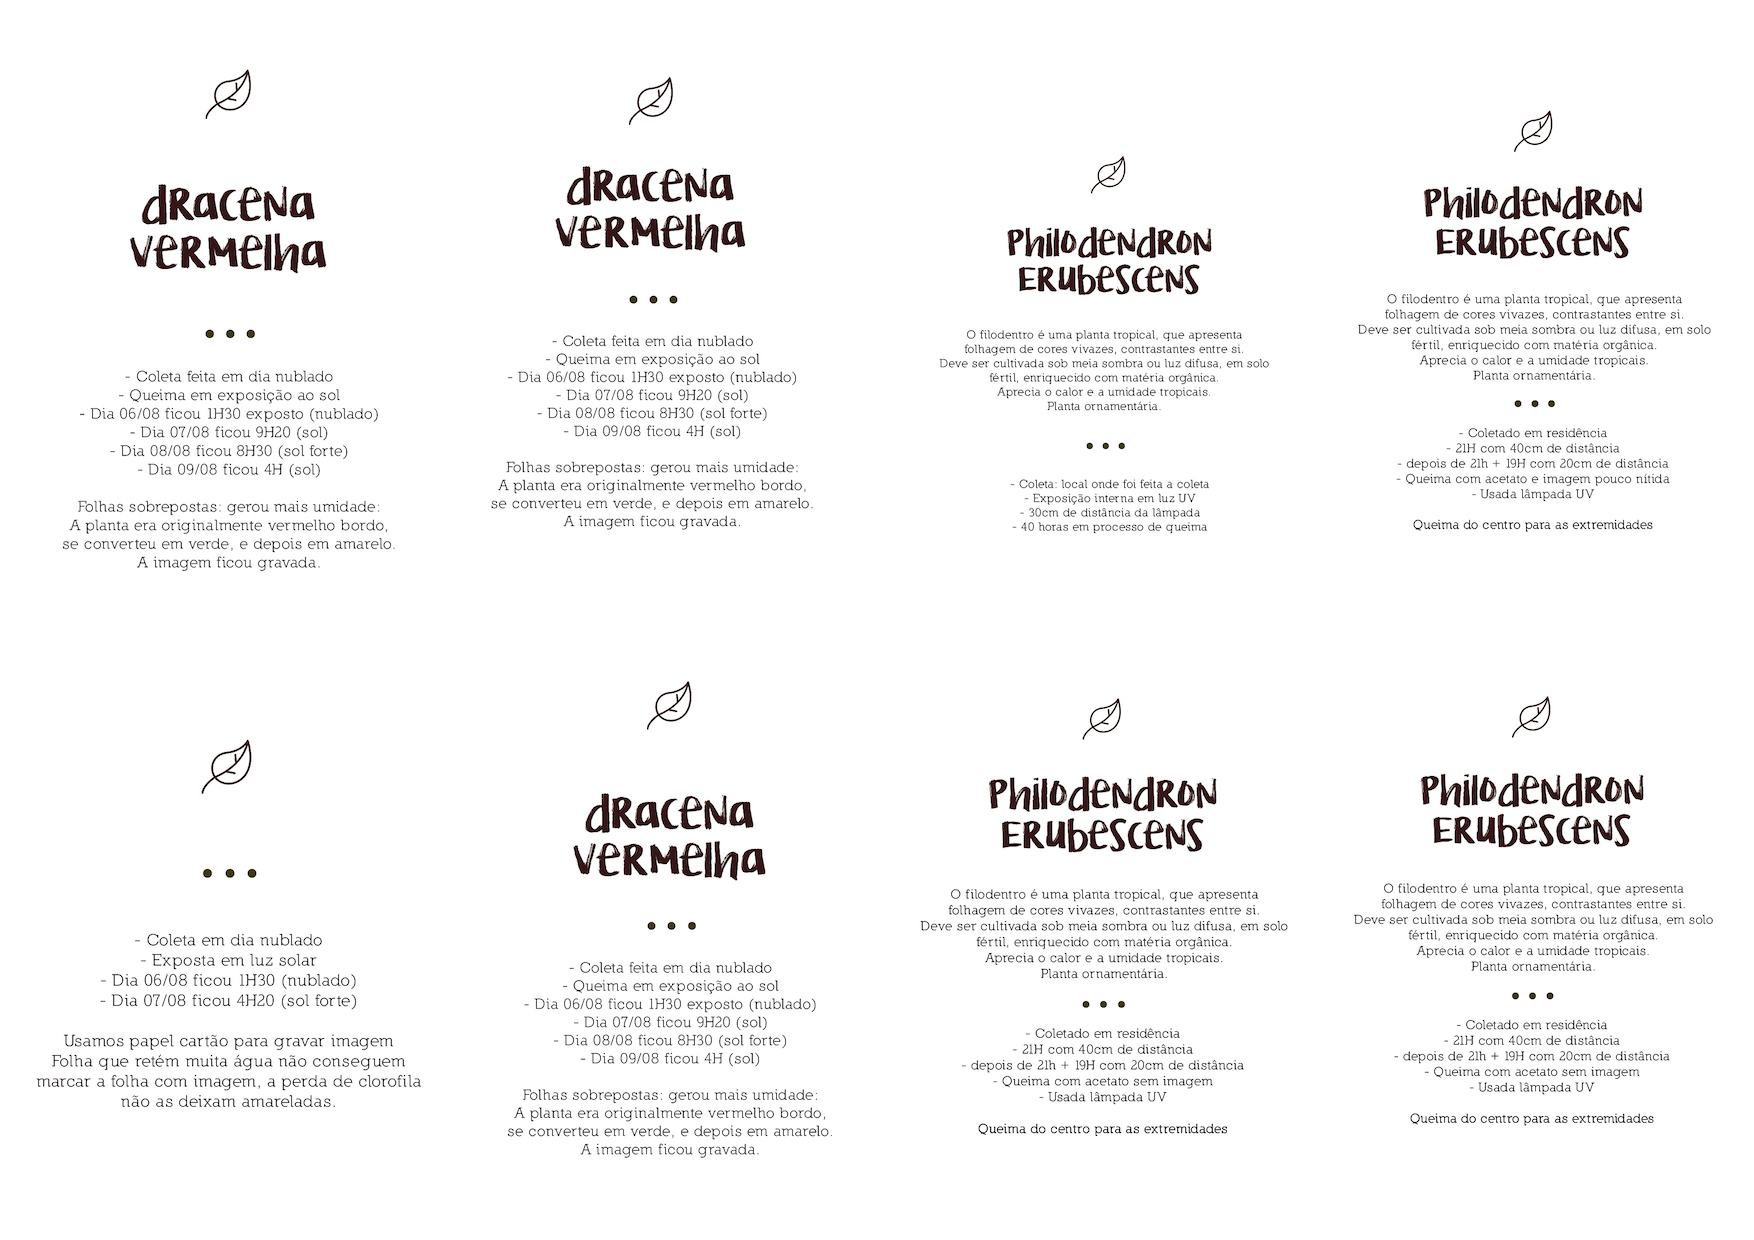 dracena
vermelha
- Coleta feita em dia nublado
- Queima em exposição ao sol
- Dia 06/08 ficou 1H30 exposto (nublado)
- Dia 07/08 ficou 9H20 (sol)
- Dia 08/08 ficou 8H30 (sol forte)
- Dia 09/08 ficou 4H (sol)
Folhas sobrepostas: gerou mais umidade:
A planta era originalmente vermelho bordo,
se converteu em verde, e depois em amarelo.
A imagem ficou gravada.
dracena
vermelha
- Coleta feita em dia nublado
- Queima em exposição ao sol
- Dia 06/08 ficou 1H30 exposto (nublado)
- Dia 07/08 ficou 9H20 (sol)
- Dia 08/08 ficou 8H30 (sol forte)
- Dia 09/08 ficou 4H (sol)
Folhas sobrepostas: gerou mais umidade:
A planta era originalmente vermelho bordo,
se converteu em verde, e depois em amarelo.
A imagem ficou gravada.
Philodendron
Erubescens
O filodentro é uma planta tropical, que apresenta
folhagem de cores vivazes, contrastantes entre si.
Deve ser cultivada sob meia sombra ou luz difusa, em solo
fértil, enriquecido com matéria orgânica.
Aprecia o calor e a umidade tropicais.
Planta ornamentária.
- Coleta: local onde foi feita a coleta
- Exposição interna em luz UV
- 30cm de distância da lâmpada
- 40 horas em processo de queima
Philodendron
Erubescens
O filodentro é uma planta tropical, que apresenta
folhagem de cores vivazes, contrastantes entre si.
Deve ser cultivada sob meia sombra ou luz difusa, em solo
fértil, enriquecido com matéria orgânica.
Aprecia o calor e a umidade tropicais.
Planta ornamentária.
- Coletado em residência
- 21H com 40cm de distância
- depois de 21h + 19H com 20cm de distância
- Queima com acetato e imagem pouco nítida
- Usada lâmpada UV
Queima do centro para as extremidades
- Coleta em dia nublado
- Exposta em luz solar
- Dia 06/08 ficou 1H30 (nublado)
- Dia 07/08 ficou 4H20 (sol forte)
Usamos papel cartão para gravar imagem
Folha que retém muita água não conseguem
marcar a folha com imagem, a perda de clorofila
não as deixam amareladas.
dracena
vermelha
- Coleta feita em dia nublado
- Queima em exposição ao sol
- Dia 06/08 ficou 1H30 exposto (nublado)
- Dia 07/08 ficou 9H20 (sol)
- Dia 08/08 ficou 8H30 (sol forte)
- Dia 09/08 ficou 4H (sol)
Folhas sobrepostas: gerou mais umidade:
A planta era originalmente vermelho bordo,
se converteu em verde, e depois em amarelo.
A imagem ficou gravada.
Philodendron
Erubescens
O filodentro é uma planta tropical, que apresenta
folhagem de cores vivazes, contrastantes entre si.
Deve ser cultivada sob meia sombra ou luz difusa, em solo
fértil, enriquecido com matéria orgânica.
Aprecia o calor e a umidade tropicais.
Planta ornamentária.
- Coletado em residência
- 21H com 40cm de distância
- depois de 21h + 19H com 20cm de distância
- Queima com acetato sem imagem
- Usada lâmpada UV
Queima do centro para as extremidades
Philodendron
Erubescens
O filodentro é uma planta tropical, que apresenta
folhagem de cores vivazes, contrastantes entre si.
Deve ser cultivada sob meia sombra ou luz difusa, em solo
fértil, enriquecido com matéria orgânica.
Aprecia o calor e a umidade tropicais.
Planta ornamentária.
- Coletado em residência
- 21H com 40cm de distância
- depois de 21h + 19H com 20cm de distância
- Queima com acetato sem imagem
- Usada lâmpada UV
Queima do centro para as extremidades